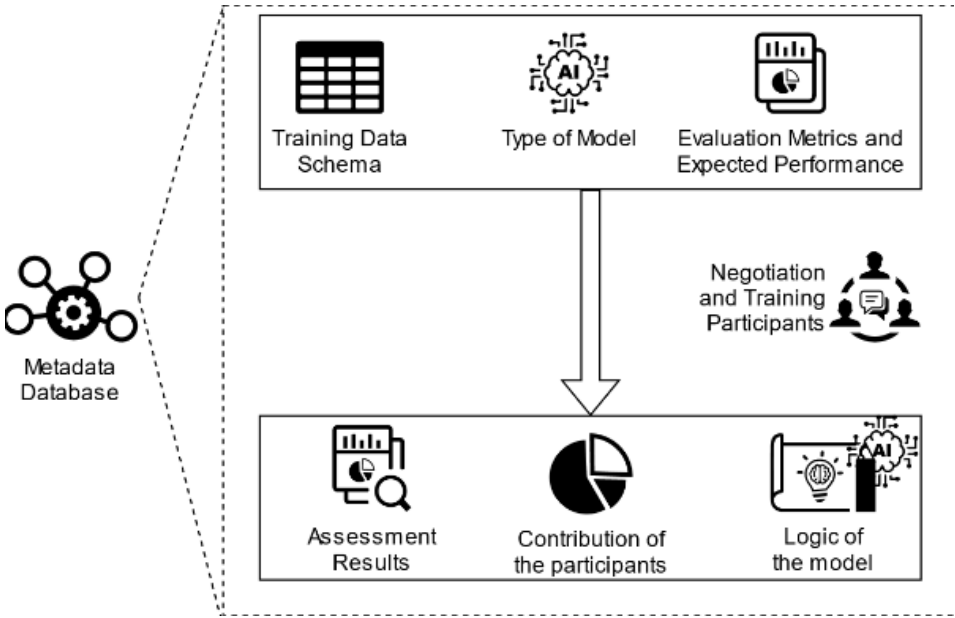 AI
Training Data
Schema
Type of Model
Evaluation Metrics and
Expected Performance
Negotiation
and Training
Participants
Metadata
Database
AI
Assessment
Results
Contribution of
the participants
Logic of
the model